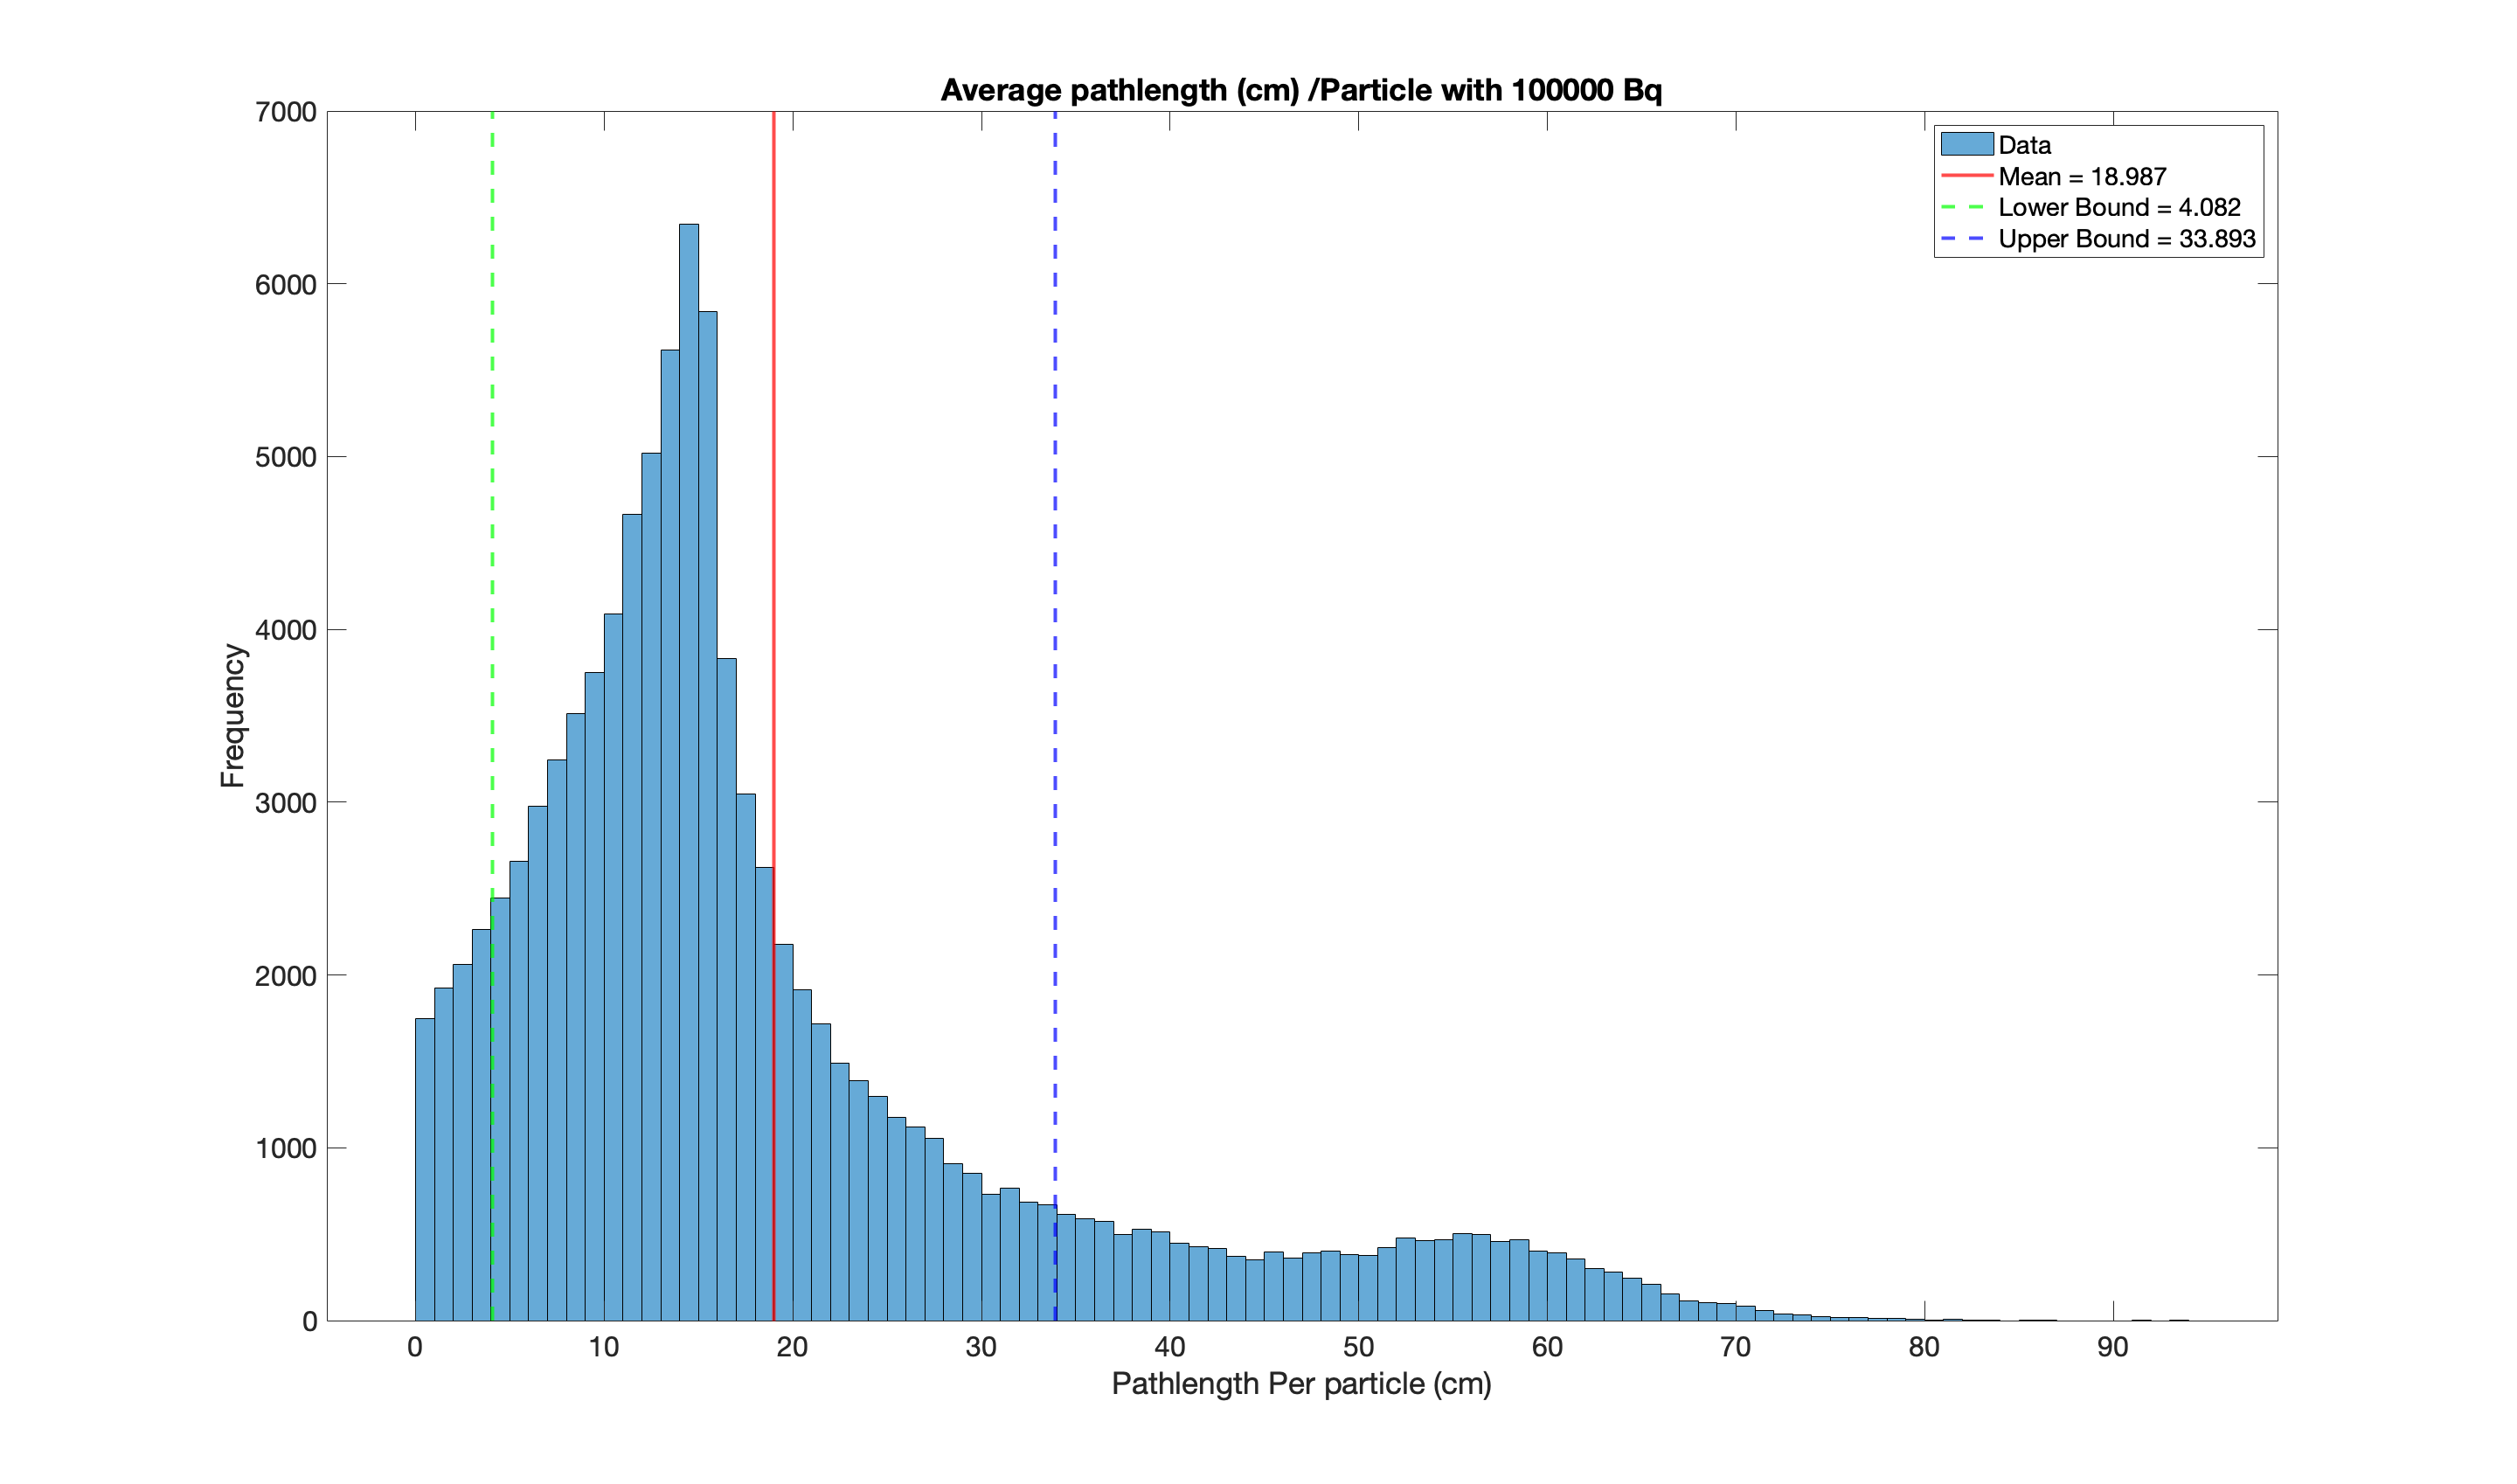 Average pathlength (cm) /Particle with 100000 Bq
7000
6000
5000
4000
3000
2000
1000
0
Frequency
Data
Mean = 18.987
Lower Bound = 4.082
Upper Bound = 33.893
0 10 20 30 40 50 60 70 80 90
Pathlength Per particle (cm)